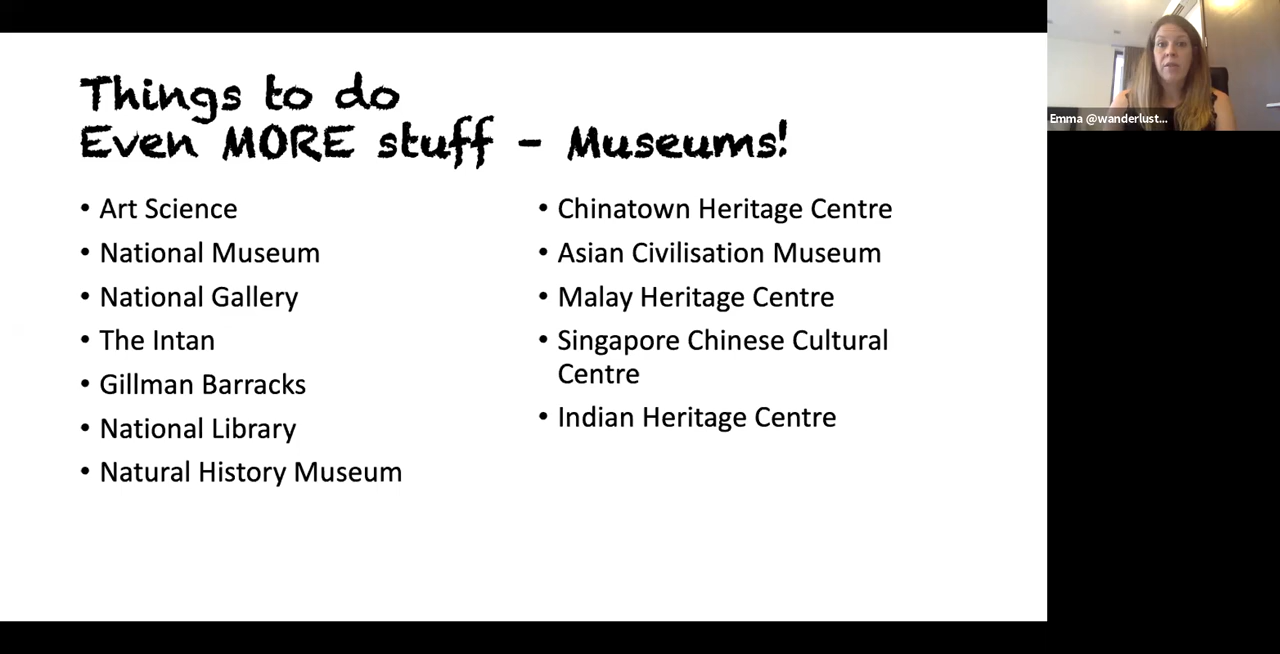 Things to do
Even MORE stuff - Museums!
• Art Science
• National Museum
• National Gallery
• The Intan
• Gillman Barracks
• National Library
• Natural History Museum
• Chinatown Heritage Centre
• Asian Civilisation Museum
• Malay Heritage Centre
• Singapore Chinese Cultural
Centre
• Indian Heritage Centre
Emma @wanderlust...